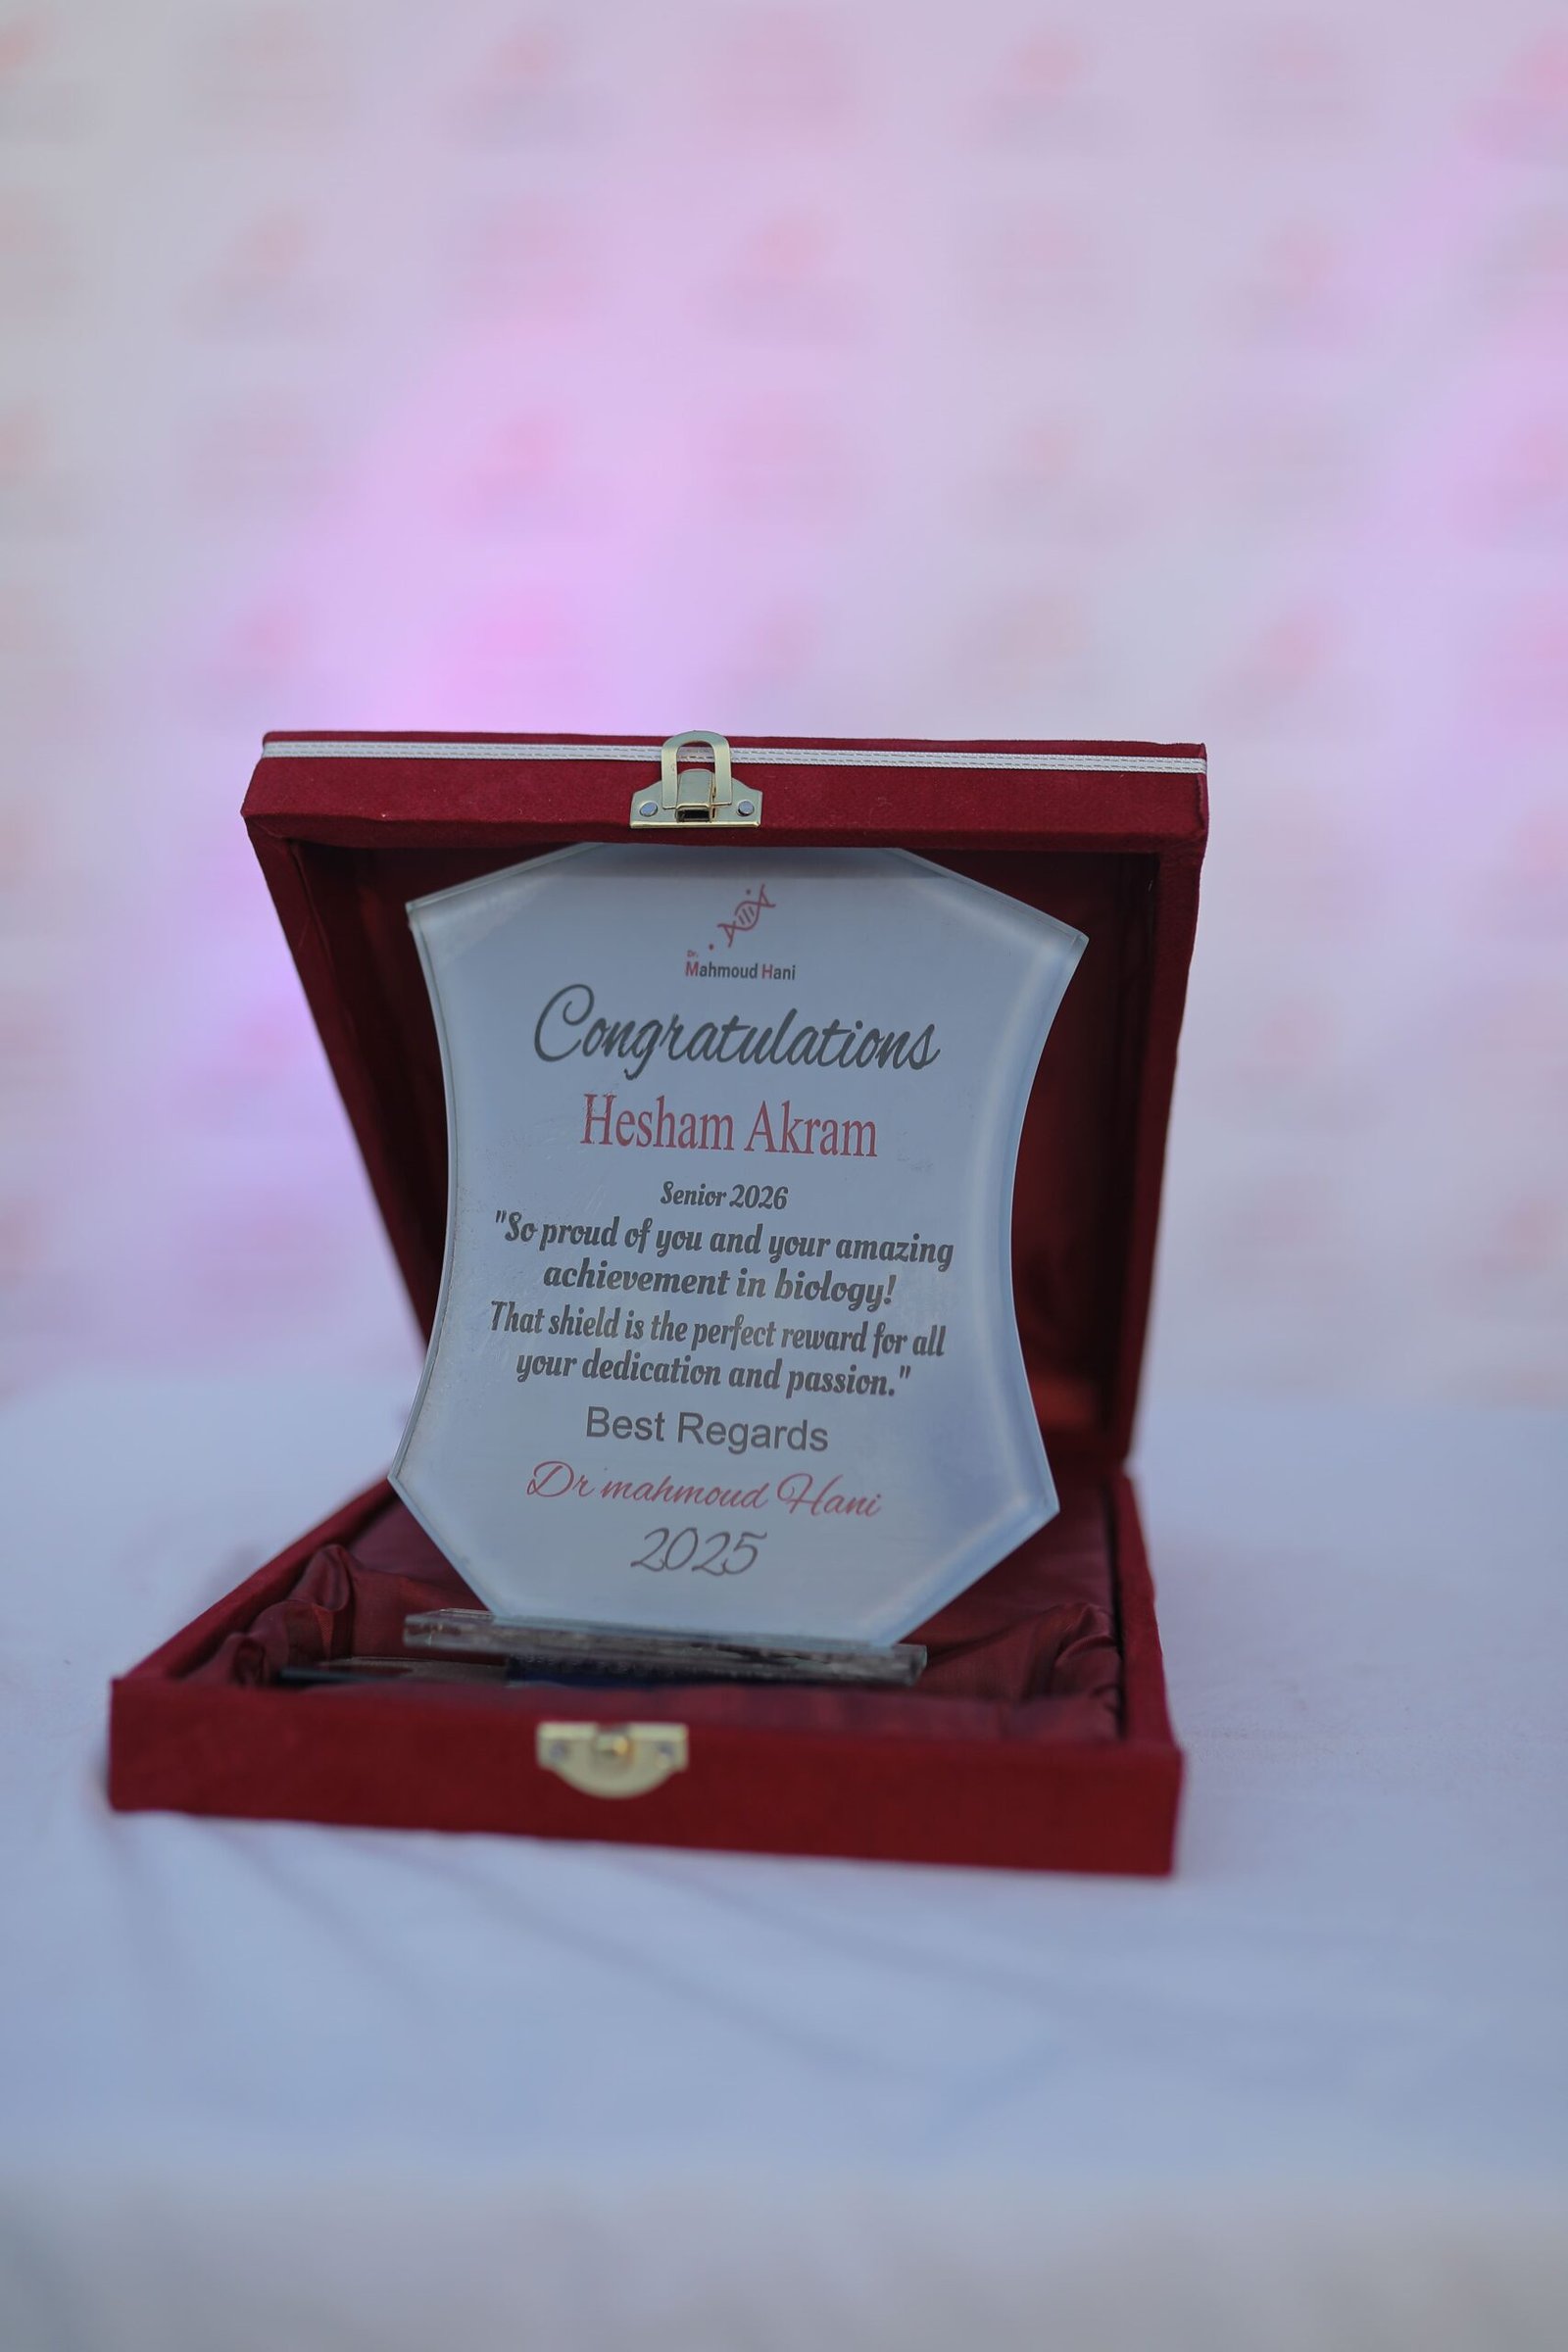 Dr.
Mahmoud Hani
Congratulations
Hesham Akram
Senior 2026
"So proud of you and your amazing
achievement in biology!
That shield is the perfect reward for all
your dedication and passion."
Best Regards
Dr mahmoud Hani
2025